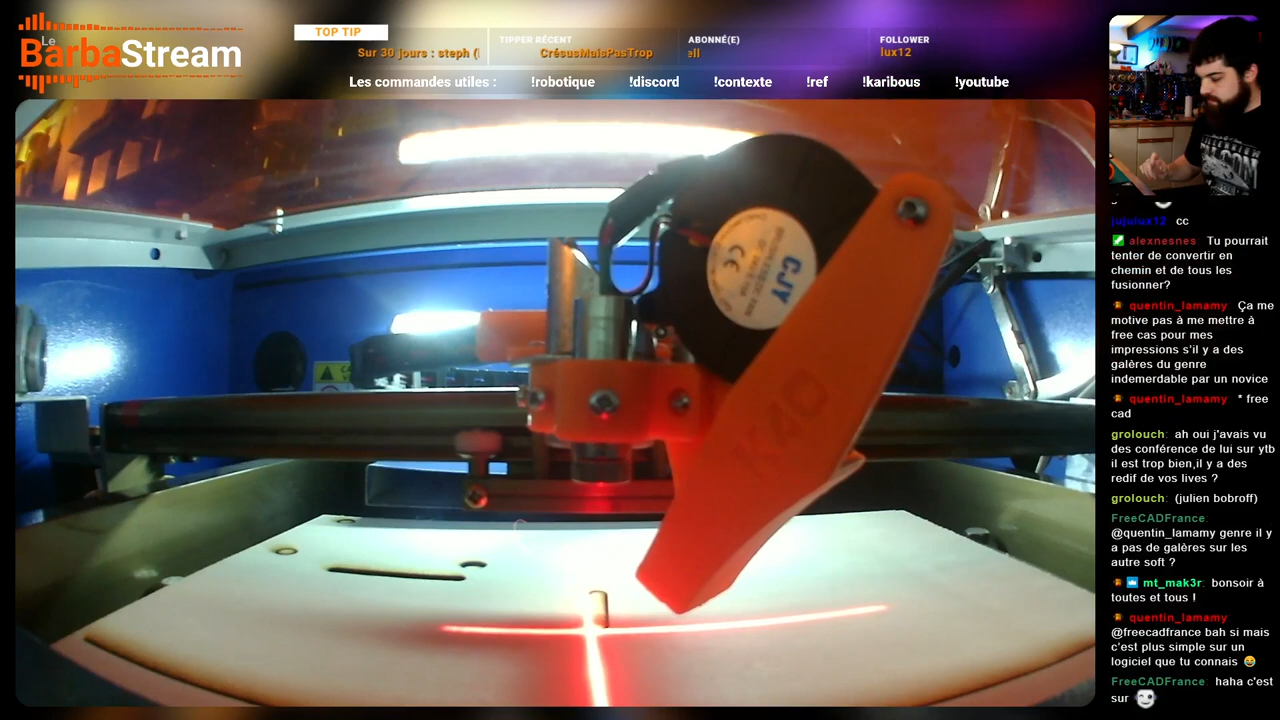 Le
BarbaStream
TOP TIP
Sur 30 jours : steph (
TIPPER RÉCENT
CrésusMaisPasTrop
ABONNÉ(E)
ell
FOLLOWER
lux12
Les commandes utiles : !robotique !discord !contexte !ref !karibous !youtube
CJY
CE
K40
jujulux12 cc
alexnesnes Tu pourrait
tenter de convertir en
chemin et de tous les
fusionner?
quentin_lamamy Ça me
motive pas à me mettre à
free cas pour mes
impressions s'il y a des
galères du genre
indemerdable par un novice
quentin_lamamy * free
cad
grolouch: ah oui j'avais vu
des conférence de lui sur ytb
il est trop bien,il y a des
redif de vos lives ?
grolouch: (julien bobroff)
FreeCADFrance:
@quentin_lamamy genre il y
a pas de galères sur les
autre soft ?
mt_mak3r: bonsoir à
toutes et tous !
quentin_lamamy
@freecadfrance bah si mais
c'est plus simple sur un
logiciel que tu connais
FreeCADFrance: haha c'est
sur